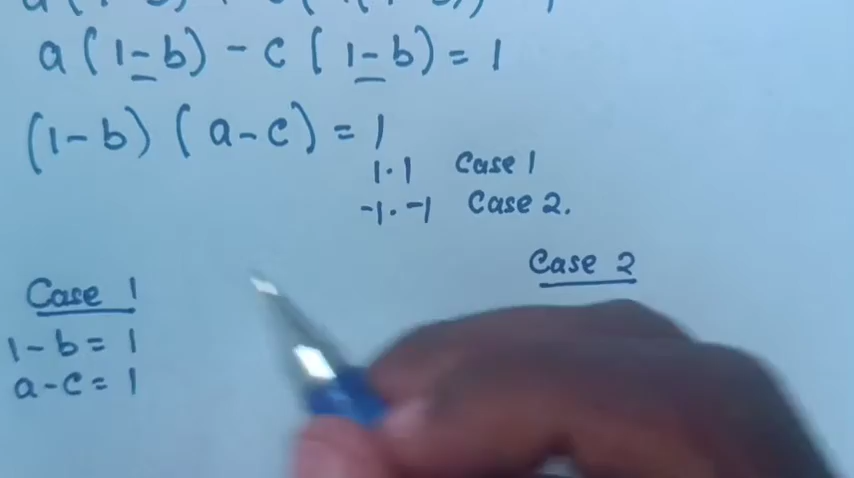 a(1-b)-c(1-b)=1
(1-b)(a-c)=1
1·1 Case 1
-1·-1 Case 2.
Case 2
Case 1
1-b=1
a-c=1